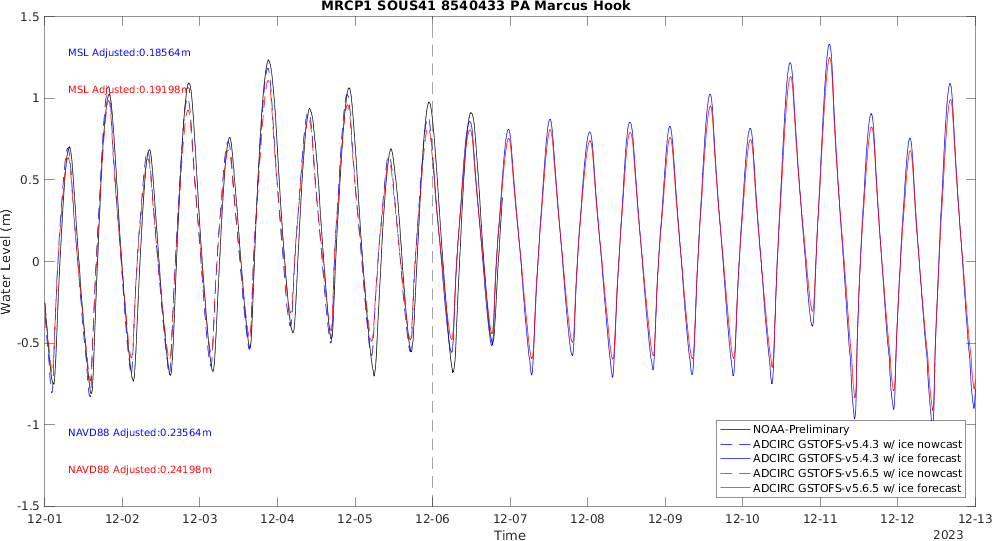 MRCP1 SOUS41 8540433 PA Marcus Hook
1.5
1
0.5
0
-0.5
-1
-1.5
Water Level (m)
MSL Adjusted:0.18564m
MSL Adjusted:0.19198m
NAVD88 Adjusted:0.23564m
NAVD88 Adjusted:0.24198m
NOAA-Preliminary
ADCIRC GSTOFS-v5.4.3 w/ ice nowcast
ADCIRC GSTOFS-v5.4.3 w/ ice forecast
ADCIRC GSTOFS-v5.6.5 w/ ice nowcast
ADCIRC GSTOFS-v5.6.5 w/ ice forecast
12-01 12-02 12-03 12-04 12-05 12-06 12-07 12-08 12-09 12-10 12-11 12-12 12-13
Time
2023